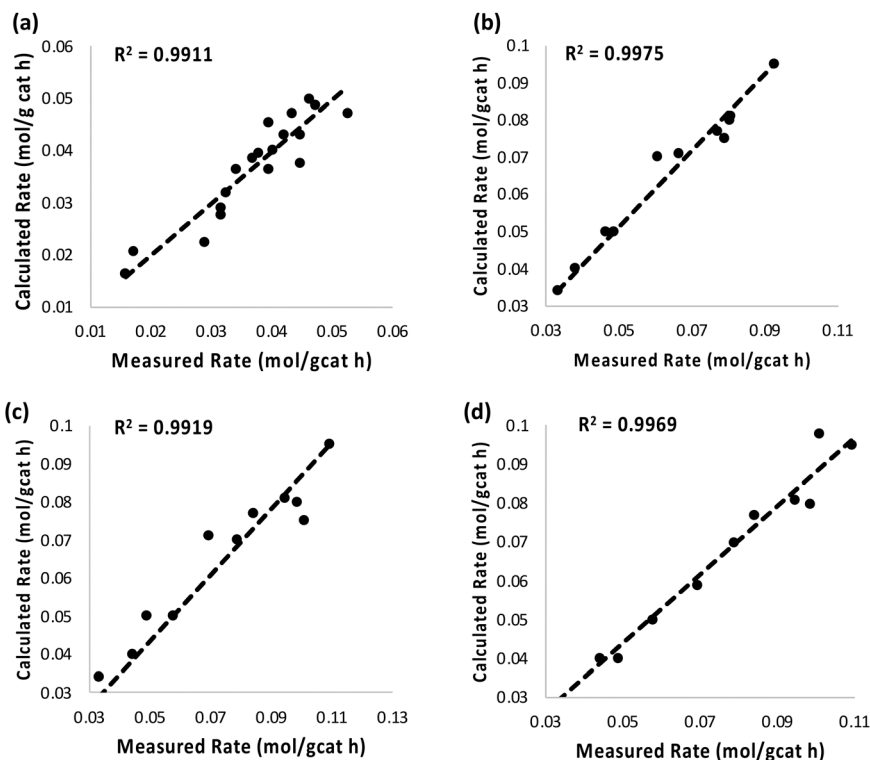 (a)
R² = 0.9911
Calculated Rate (mol/g cat h)
0.06
0.05
0.04
0.03
0.02
0.01
0.01 0.02 0.03 0.04 0.05 0.06
Measured Rate (mol/gcat h)
(b)
R² = 0.9975
Calculated Rate (mol/gcat h)
0.1
0.09
0.08
0.07
0.06
0.05
0.04
0.03
0.03 0.05 0.07 0.09 0.11
Measured Rate (mol/gcat h)
(c)
R² = 0.9919
Calculated Rate (mol/gcat h)
0.1
0.09
0.08
0.07
0.06
0.05
0.04
0.03
0.03 0.05 0.07 0.09 0.11 0.13
Measured Rate (mol/gcat h)
(d)
R² = 0.9969
Calculated Rate (mol/gcat h)
0.1
0.09
0.08
0.07
0.06
0.05
0.04
0.03
0.03 0.05 0.07 0.09 0.11
Measured Rate (mol/gcat h)